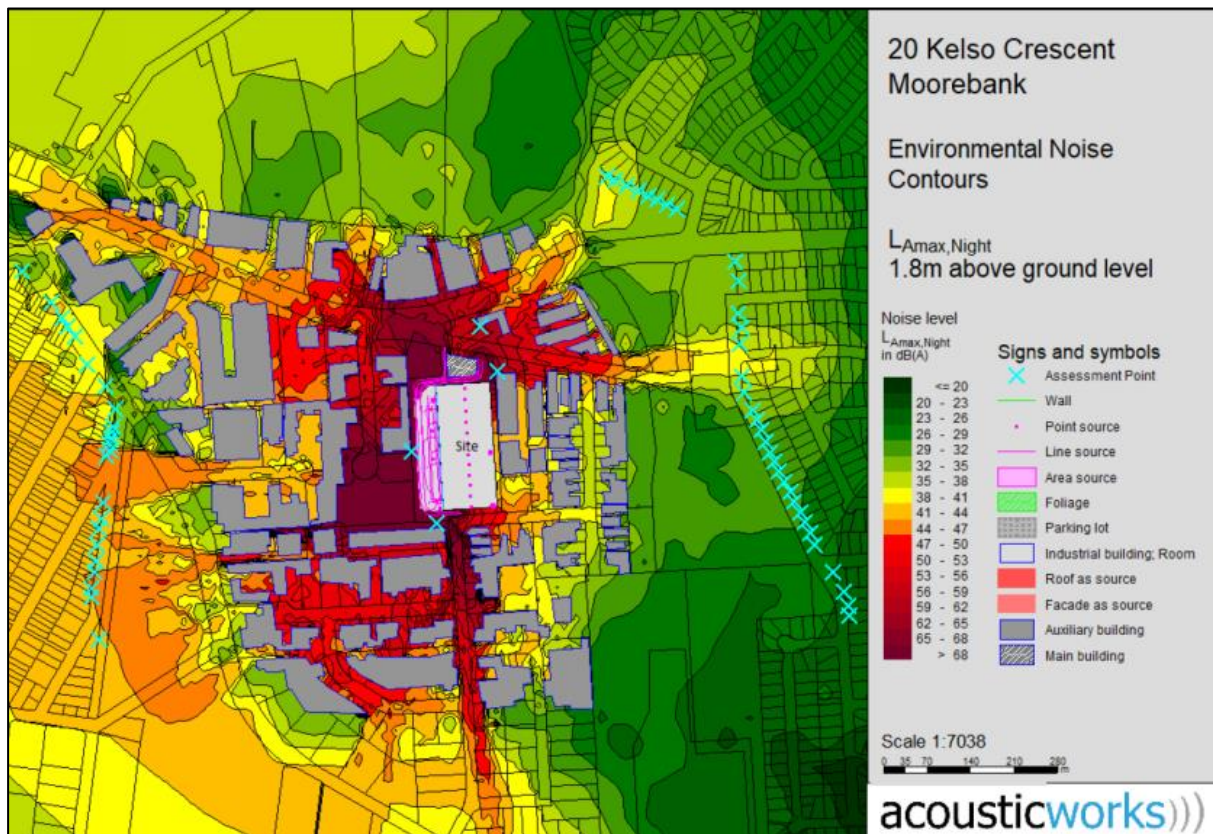 20 Kelso Crescent
Moorebank
Environmental Noise
Contours
LAmax,Night
1.8m above ground level
Noise level
LAmax,Night
in dB(A)
<= 20
20 - 23
23 - 26
26 - 29
29 - 32
32 - 35
35 - 38
38 - 41
41 - 44
44 - 47
47 - 50
50 - 53
53 - 56
56 - 59
59 - 62
62 - 65
65 - 68
> 68
Signs and symbols
Assessment Point
Wall
Point source
Line source
Area source
Foliage
Parking lot
Industrial building; Room
Roof as source
Facade as source
Auxiliary building
Main building
Site
Scale 1:7038
0 35 70 140 210 280
m
acousticworks)))